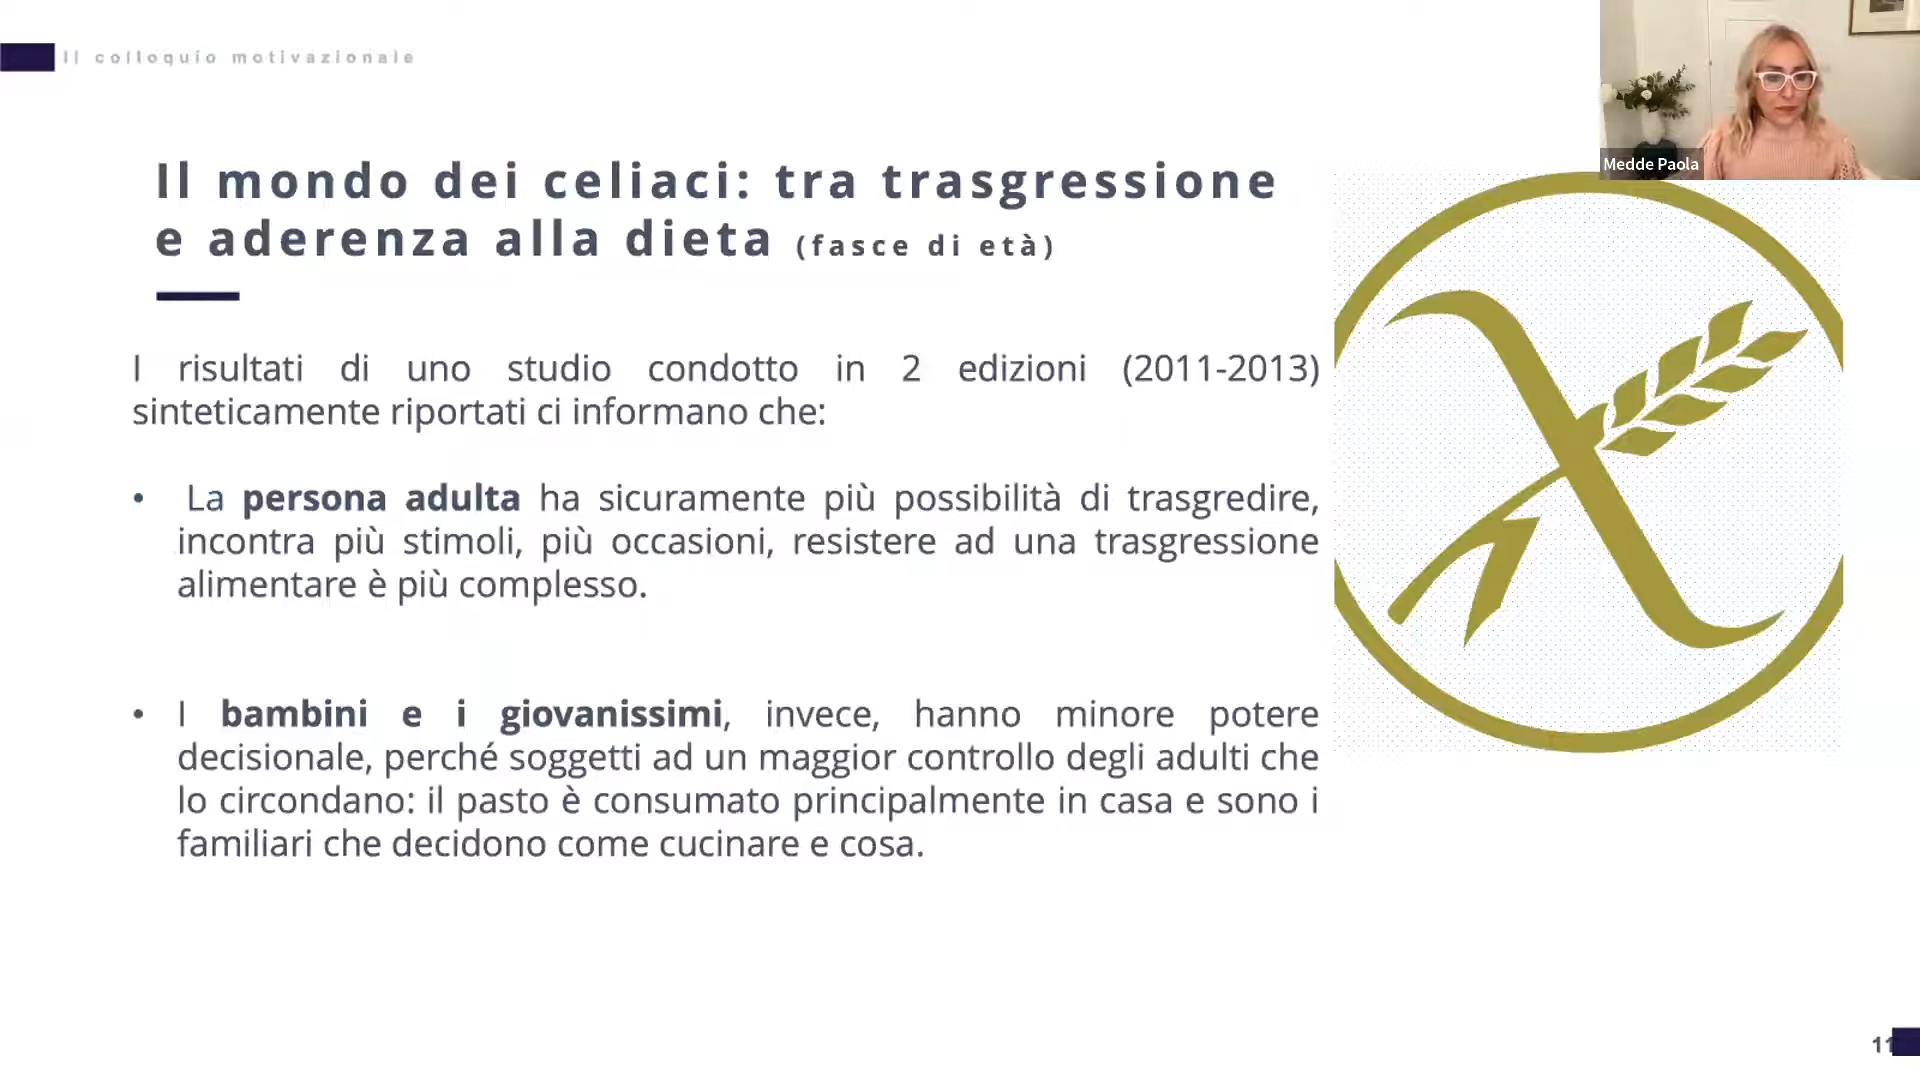 Il colloquio motivazionale
Medde Paola
Il mondo dei celiaci: tra trasgressione
e aderenza alla dieta (fasce di età)
I risultati di uno studio condotto in 2 edizioni (2011-2013)
sinteticamente riportati ci informano che:
• La persona adulta ha sicuramente più possibilità di trasgredire,
incontra più stimoli, più occasioni, resistere ad una trasgressione
alimentare è più complesso.
• I bambini e i giovanissimi, invece, hanno minore potere
decisionale, perché soggetti ad un maggior controllo degli adulti che
lo circondano: il pasto è consumato principalmente in casa e sono i
familiari che decidono come cucinare e cosa.
11